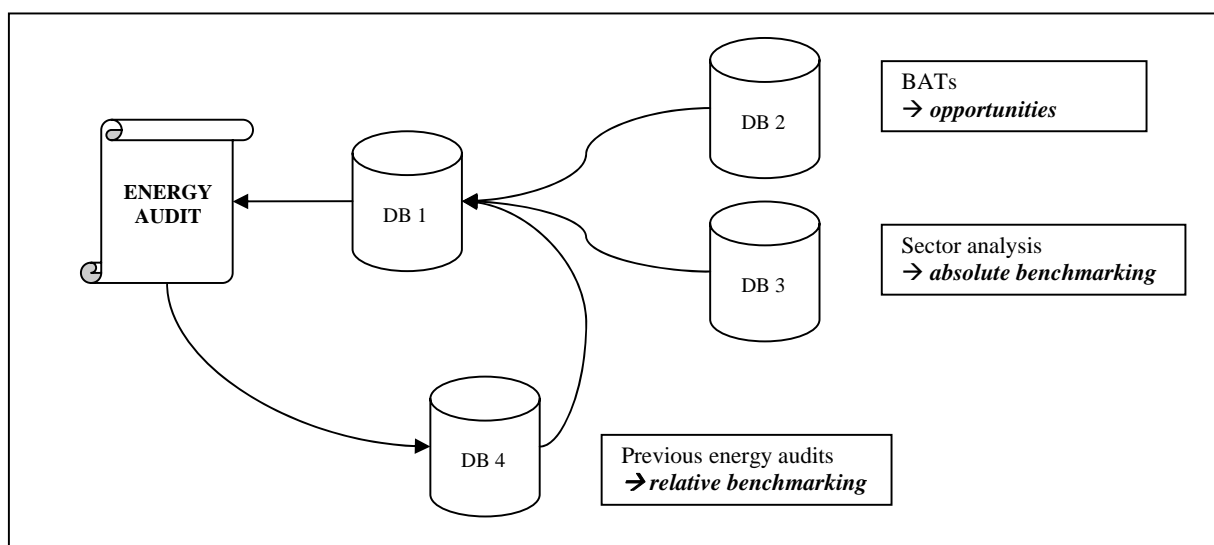 DB 2
BATs
→ opportunities
ENERGY
AUDIT
DB 1
DB 3
Sector analysis
→ absolute benchmarking
DB 4
Previous energy audits
→ relative benchmarking